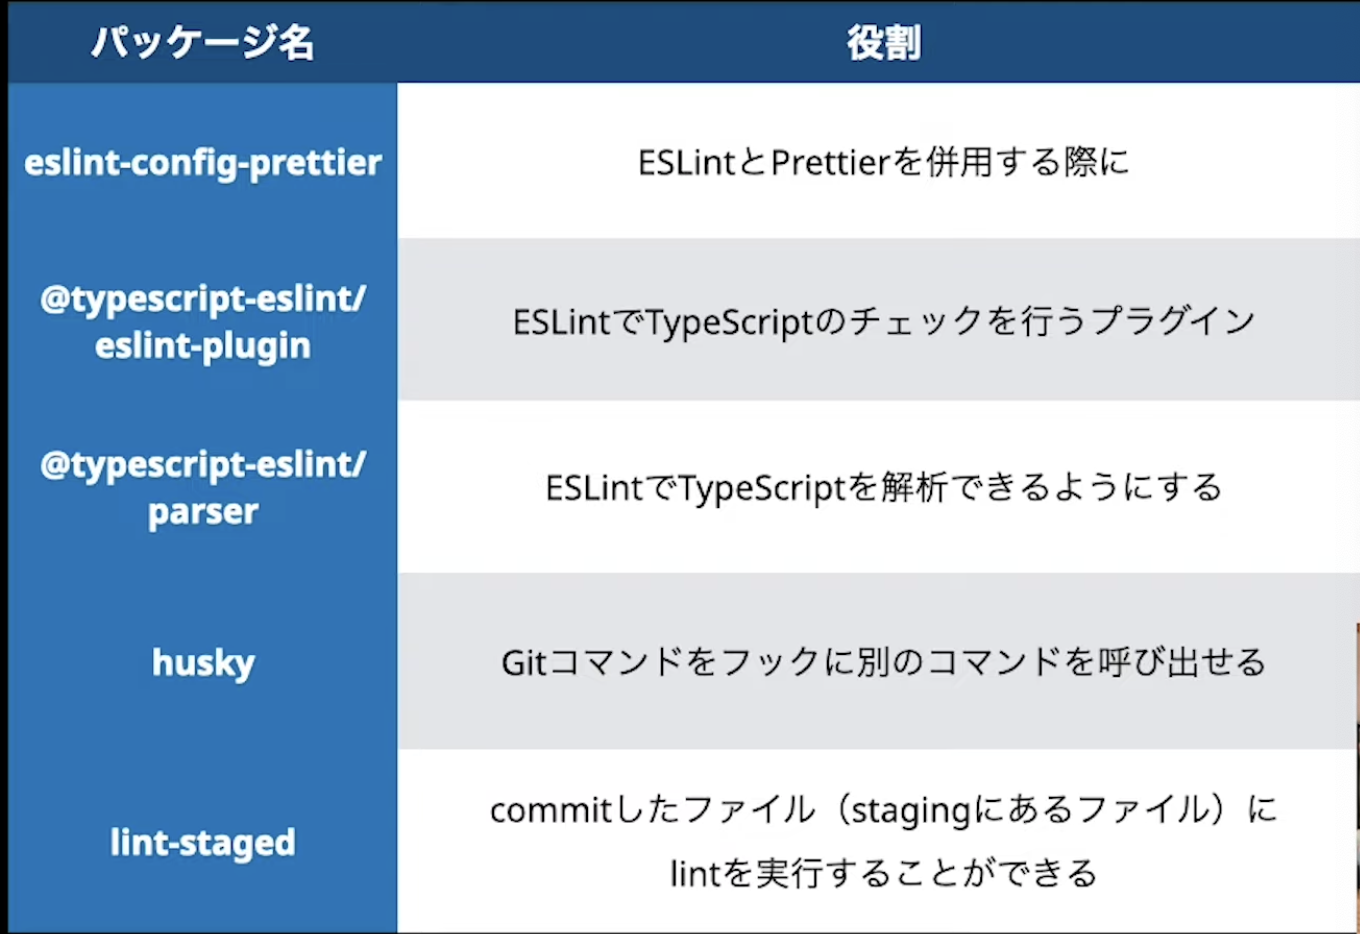 パッケージ名 役割
eslint-config-prettier ESLintとPrettierを併用する際に
@typescript-eslint/
eslint-plugin
ESLintでTypeScriptのチェックを行うプラグイン
@typescript-eslint/
parser
ESLintでTypeScriptを解析できるようにする
husky Gitコマンドをフックに別のコマンドを呼び出せる
lint-staged
commitしたファイル（stagingにあるファイル）に
lintを実行することができる